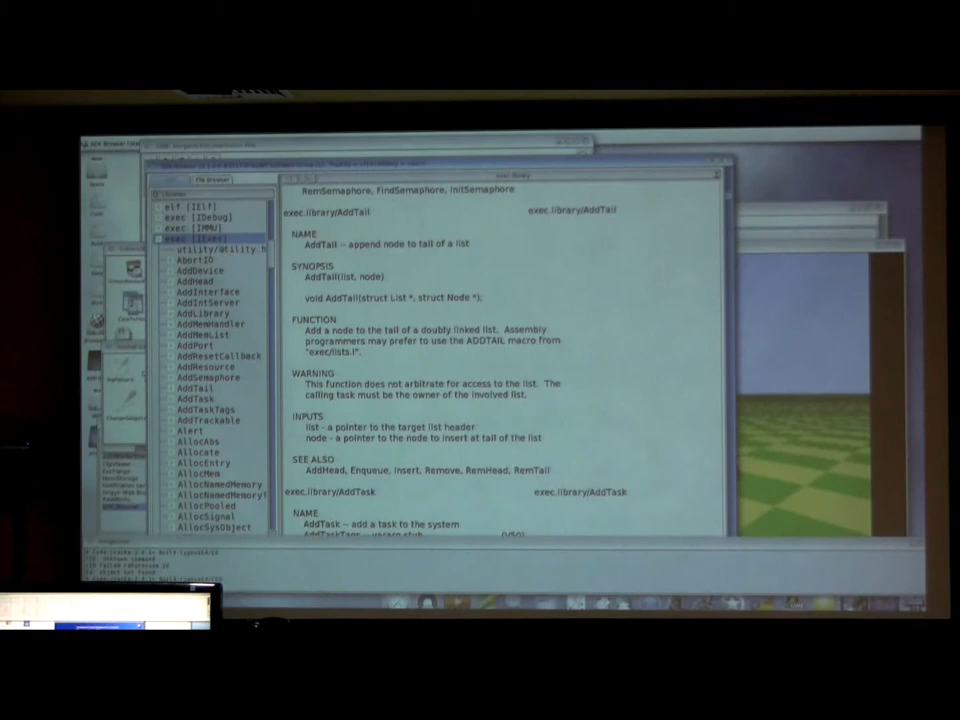 SDK Browser
File Browser
exec.library
elf [IElf]
exec [IDebug]
exec [IMMU]
exec [IExec]
AbortIO
AddDevice
AddHead
AddInterface
AddIntServer
AddLibrary
AddMemHandler
AddMemList
AddPort
AddResetCallback
AddResource
AddSemaphore
AddTail
AddTask
AddTaskTags
AddTrackable
Alert
AllocAbs
Allocate
AllocEntry
AllocMem
AllocNamedMemory
AllocNamedMemoryT
AllocPooled
AllocSignal
AllocSysObject
RemSemaphore, FindSemaphore, InitSemaphore
exec.library/AddTail exec.library/AddTail
NAME
AddTail -- append node to tail of a list
SYNOPSIS
AddTail(list, node)
void AddTail(struct List *, struct Node *);
FUNCTION
Add a node to the tail of a doubly linked list. Assembly
programmers may prefer to use the ADDTAIL macro from
"exec/lists.i".
WARNING
This function does not arbitrate for access to the list. The
calling task must be the owner of the involved list.
INPUTS
list - a pointer to the target list header
node - a pointer to the node to insert at tail of the list
SEE ALSO
AddHead, Enqueue, Insert, Remove, RemHead, RemTail
exec.library/AddTask exec.library/AddTask
NAME
AddTask -- add a task to the system